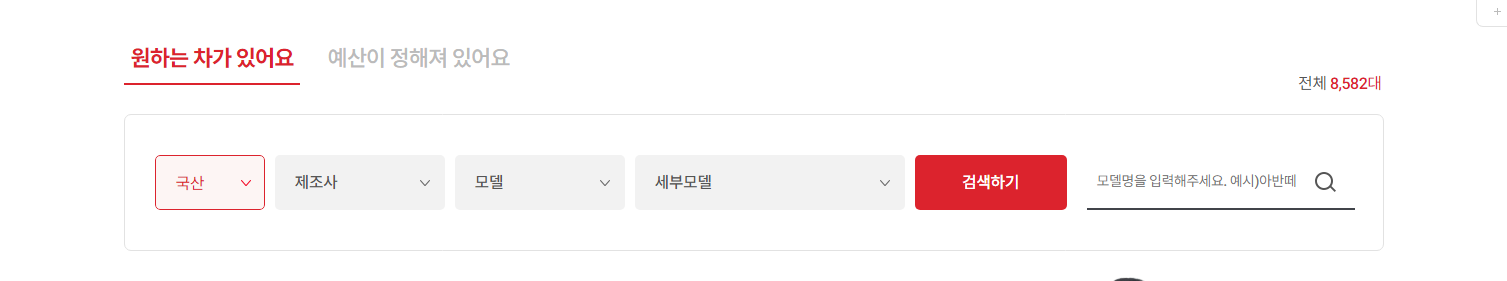 원하는 차가 있어요 예산이 정해져 있어요
전체 8,582대
국산 제조사 모델 세부모델 검색하기 모델명을 입력해주세요. 예시)아반떼